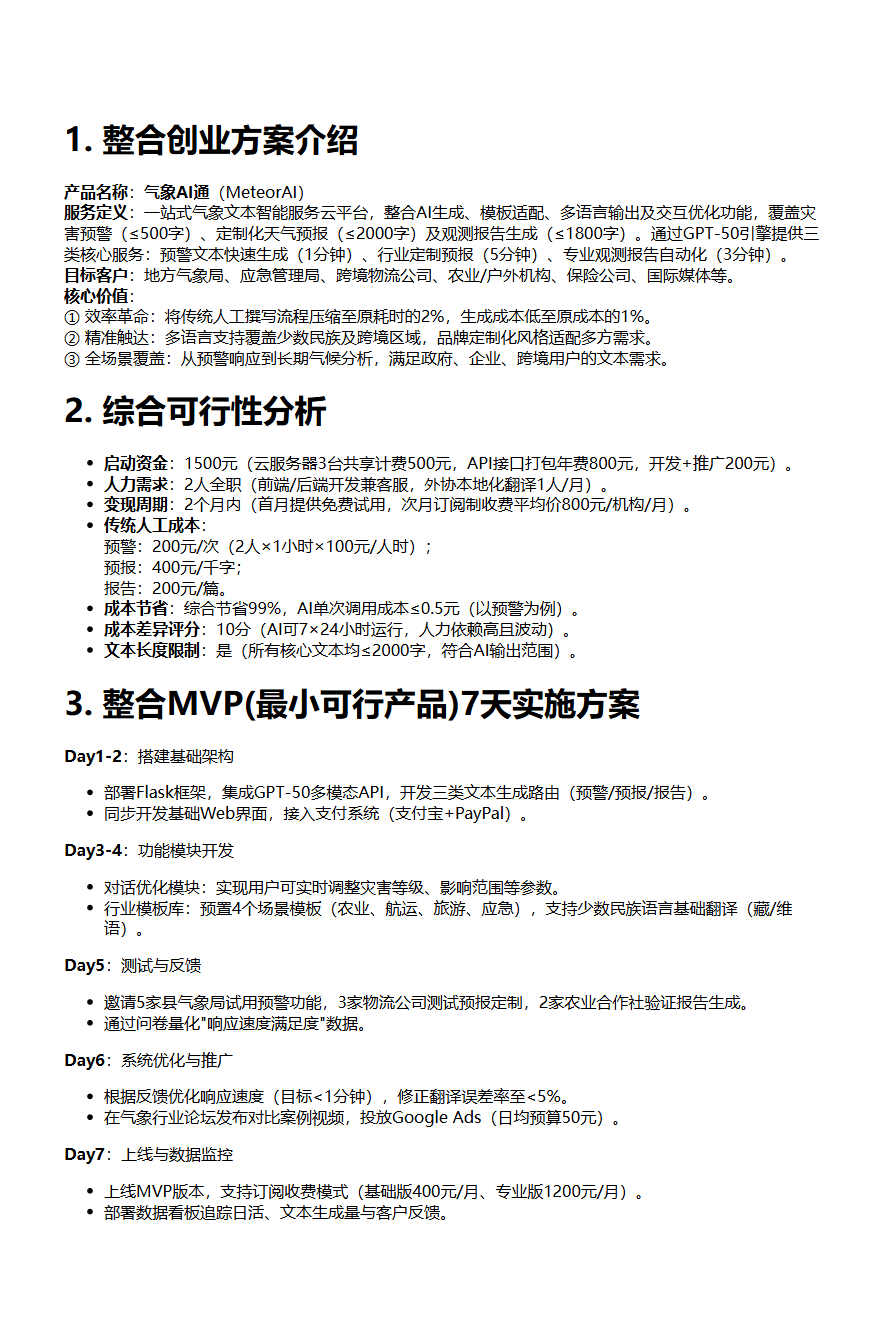 1. 整合创业方案介绍
产品名称：气象AI通（MeteorAI）
服务定义：一站式气象文本智能服务云平台，整合AI生成、模板适配、多语言输出及交互优化功能，覆盖灾
害预警（≤500字）、定制化天气预报（≤2000字）及观测报告生成（≤1800字）。通过GPT-50引擎提供三
类核心服务：预警文本快速生成（1分钟）、行业定制预报（5分钟）、专业观测报告自动化（3分钟）。
目标客户：地方气象局、应急管理局、跨境物流公司、农业/户外机构、保险公司、国际媒体等。
核心价值：
① 效率革命：将传统人工撰写流程压缩至原耗时的2%，生成成本低至原成本的1%。
② 精准触达：多语言支持覆盖少数民族及跨境区域，品牌定制化风格适配多方需求。
③ 全场景覆盖：从预警响应到长期气候分析，满足政府、企业、跨境用户的文本需求。
2. 综合可行性分析
• 启动资金：1500元（云服务器3台共享计费500元，API接口打包年费800元，开发+推广200元）。
• 人力需求：2人全职（前端/后端开发兼客服，外协本地化翻译1人/月）。
• 变现周期：2个月内（首月提供免费试用，次月订阅制收费平均价800元/机构/月）。
• 传统人工成本：
预警：200元/次（2人×1小时×100元/人时）；
预报：400元/千字；
报告：200元/篇。
• 成本节省：综合节省99%，AI单次调用成本≤0.5元（以预警为例）。
• 成本差异评分：10分（AI可7×24小时运行，人力依赖高且波动）。
• 文本长度限制：是（所有核心文本均≤2000字，符合AI输出范围）。
3. 整合MVP(最小可行产品)7天实施方案
Day1-2：搭建基础架构
• 部署Flask框架，集成GPT-50多模态API，开发三类文本生成路由（预警/预报/报告）。
• 同步开发基础Web界面，接入支付系统（支付宝+PayPal）。
Day3-4：功能模块开发
• 对话优化模块：实现用户可实时调整灾害等级、影响范围等参数。
• 行业模板库：预置4个场景模板（农业、航运、旅游、应急），支持少数民族语言基础翻译（藏/维
语）。
Day5：测试与反馈
• 邀请5家县气象局试用预警功能，3家物流公司测试预报定制，2家农业合作社验证报告生成。
• 通过问卷量化"响应速度满足度"数据。
Day6：系统优化与推广
• 根据反馈优化响应速度（目标<1分钟），修正翻译误差率至<5%。
• 在气象行业论坛发布对比案例视频，投放Google Ads（日均预算50元）。
Day7：上线与数据监控
• 上线MVP版本，支持订阅收费模式（基础版400元/月、专业版1200元/月）。
• 部署数据看板追踪日活、文本生成量与客户反馈。